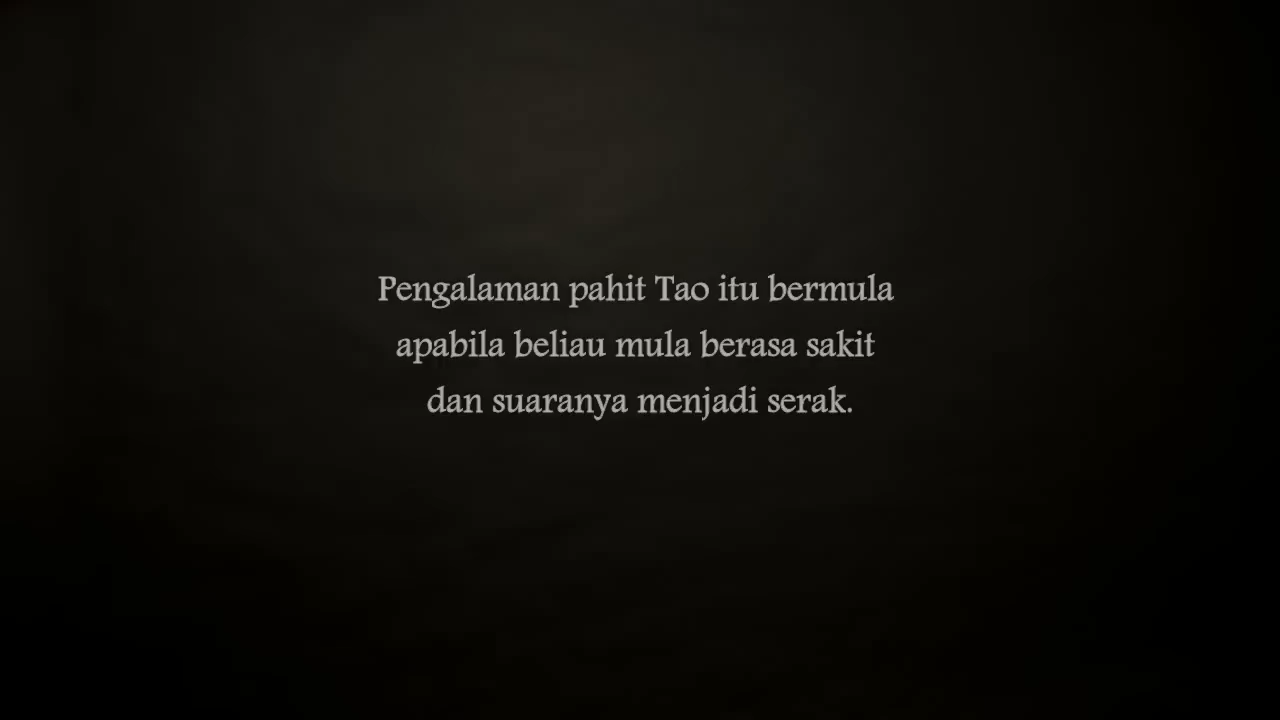 Pengalaman pahit Tao itu bermula
apabila beliau mula berasa sakit
dan suaranya menjadi serak.